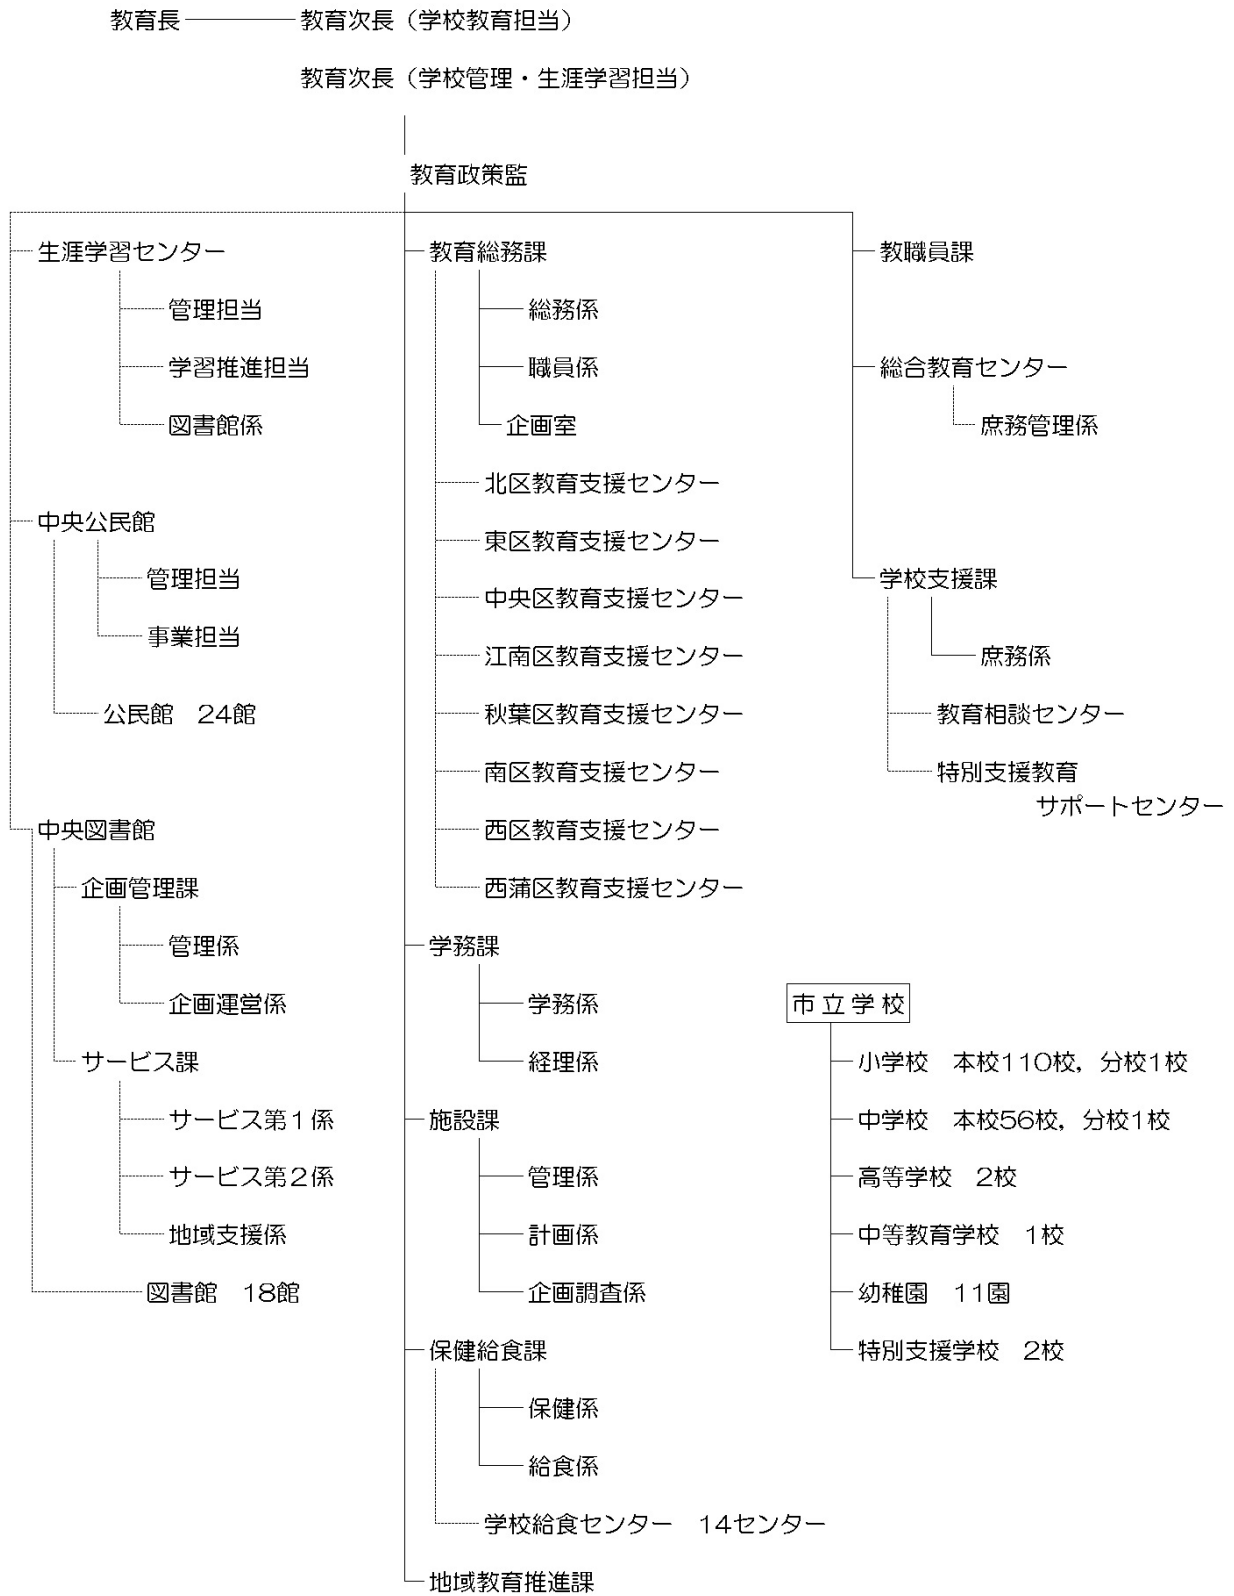 教育長 教育次長（学校教育担当）
教育次長（学校管理・生涯学習担当）
教育政策監
生涯学習センター
管理担当
学習推進担当
図書館係
中央公民館
管理担当
事業担当
公民館　24館
中央図書館
企画管理課
管理係
企画運営係
サービス課
サービス第１係
サービス第２係
地域支援係
図書館　18館
教育総務課
総務係
職員係
企画室
北区教育支援センター
東区教育支援センター
中央区教育支援センター
江南区教育支援センター
秋葉区教育支援センター
南区教育支援センター
西区教育支援センター
西蒲区教育支援センター
学務課
学務係
経理係
施設課
管理係
計画係
企画調査係
保健給食課
保健係
給食係
学校給食センター　14センター
地域教育推進課
教職員課
総合教育センター
庶務管理係
学校支援課
庶務係
教育相談センター
特別支援教育
サポートセンター
市立学校
小学校　本校110校，分校1校
中学校　本校56校，分校1校
高等学校　2校
中等教育学校　1校
幼稚園　11園
特別支援学校　2校